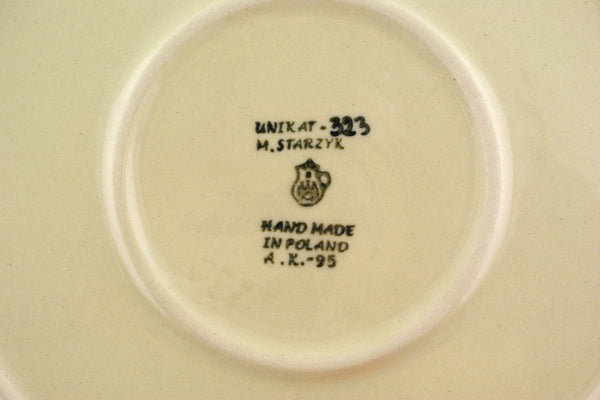 UNIKAT - 323
M. STARZYK
HAND MADE
IN POLAND
A.K.-95